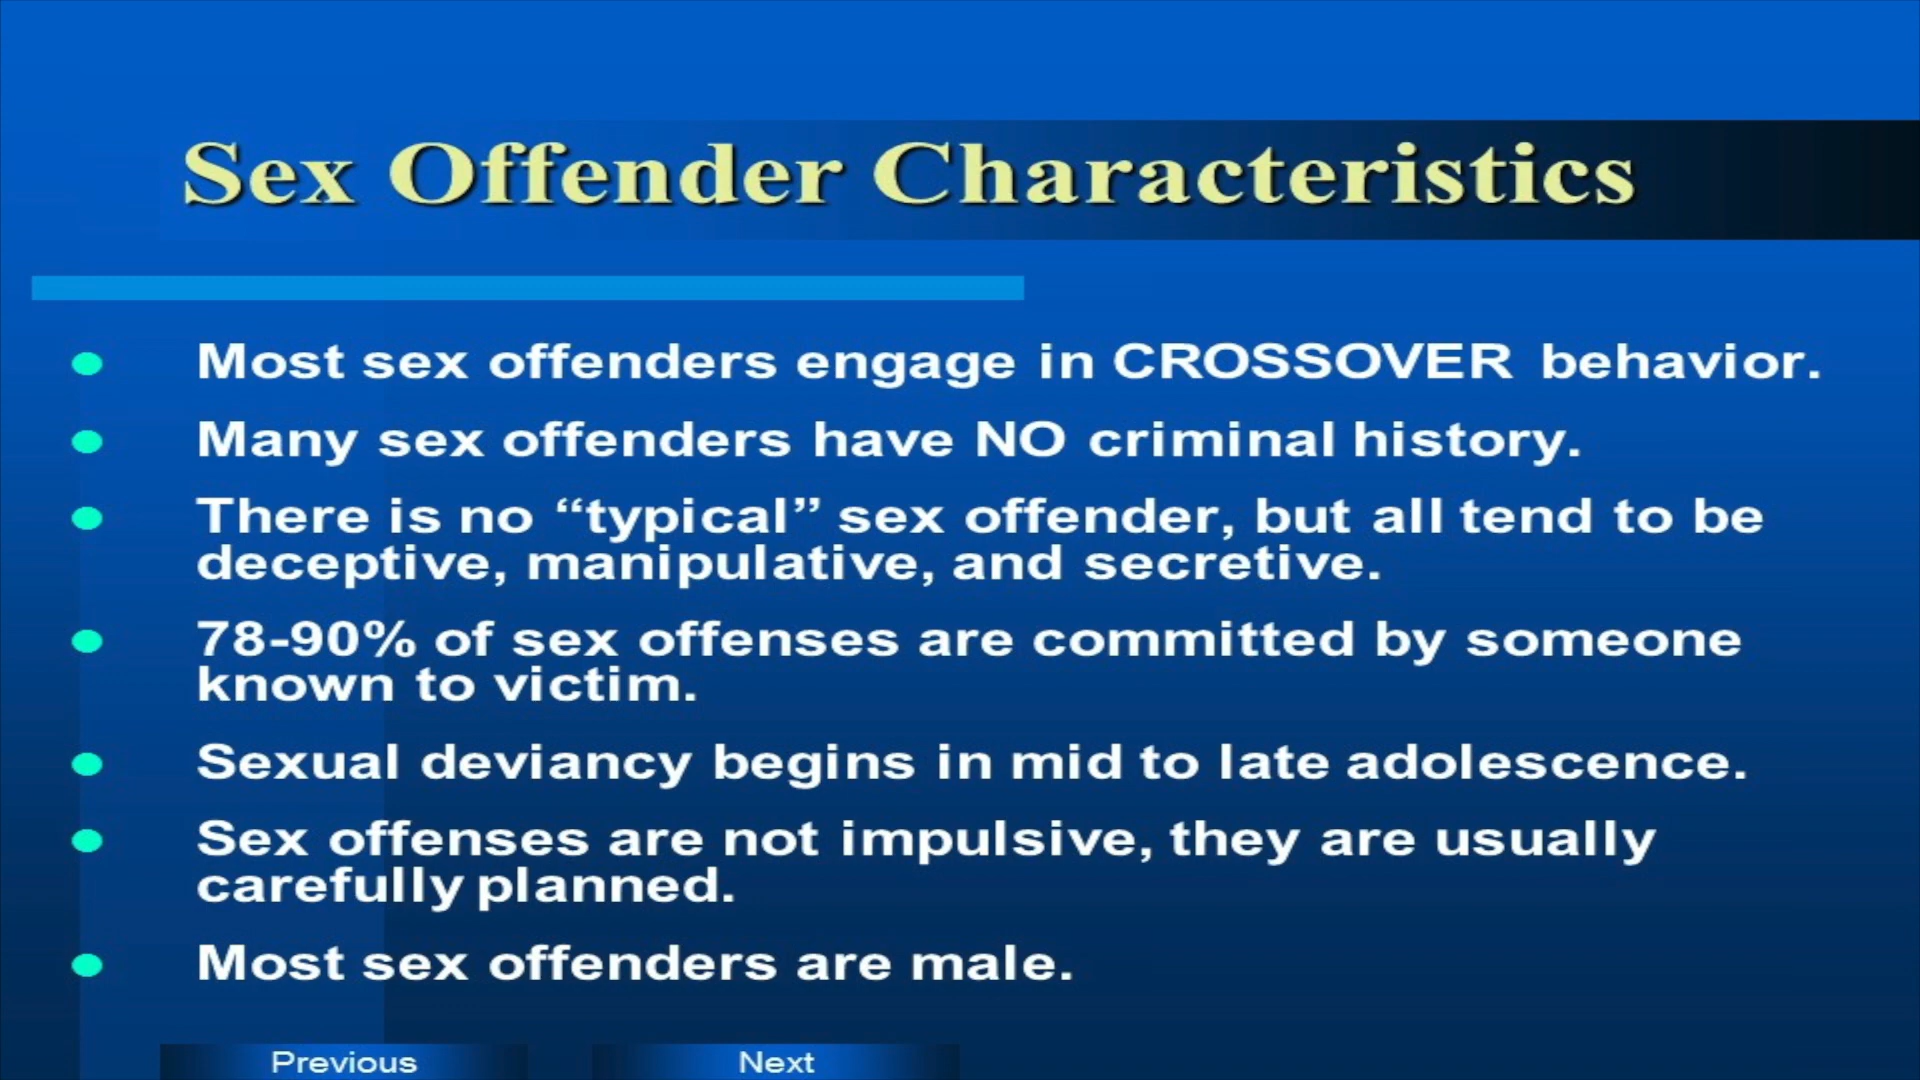 Sex Offender Characteristics
Most sex offenders engage in CROSSOVER behavior.
Many sex offenders have NO criminal history.
There is no “typical” sex offender, but all tend to be
deceptive, manipulative, and secretive.
78-90% of sex offenses are committed by someone
known to victim.
Sexual deviancy begins in mid to late adolescence.
Sex offenses are not impulsive, they are usually
carefully planned.
Most sex offenders are male.
Previous
Next